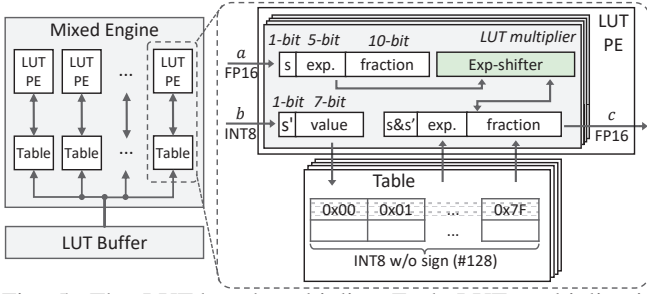 Mixed Engine
LUT PE
LUT PE
...
LUT PE
Table
Table
...
Table
LUT Buffer
LUT PE
LUT multiplier
1-bit 5-bit 10-bit
a
FP16
s exp. fraction
Exp-shifter
1-bit 7-bit
b
INT8
s' value
s&s' exp. fraction
c
FP16
Table
0x00 0x01 ... 0x7F
...
INT8 w/o sign (#128)